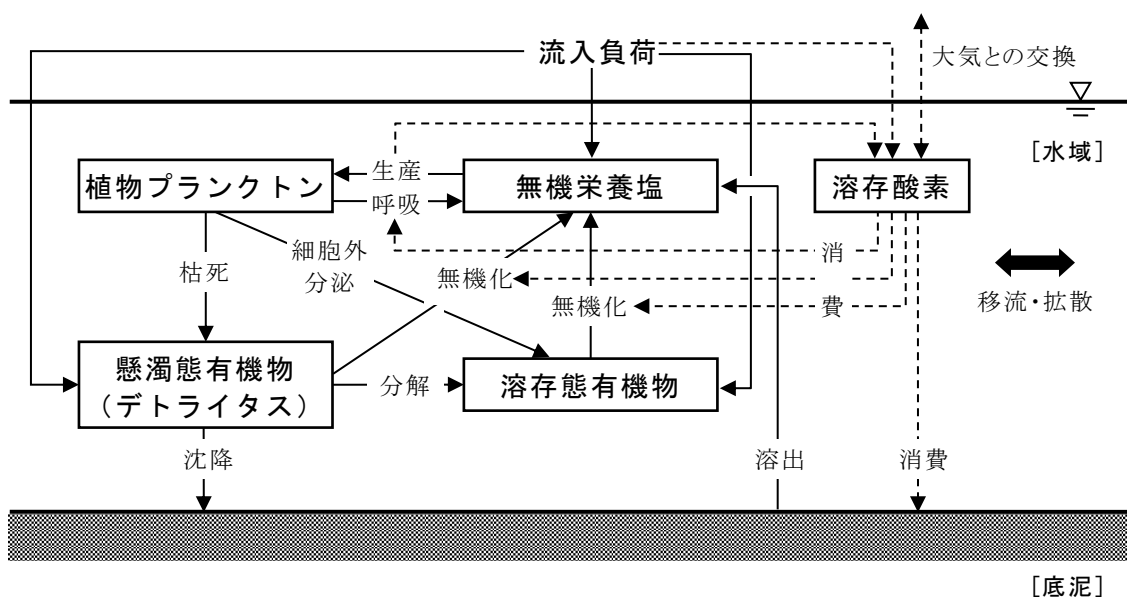 流入負荷
大気との交換
[水域]
植物プランクトン
生産
呼吸
無機栄養塩
溶存酸素
細胞外
分泌
枯死
無機化
無機化
消
費
移流・拡散
懸濁態有機物
(デトライタス)
分解
溶存態有機物
沈降
溶出
消費
[底泥]